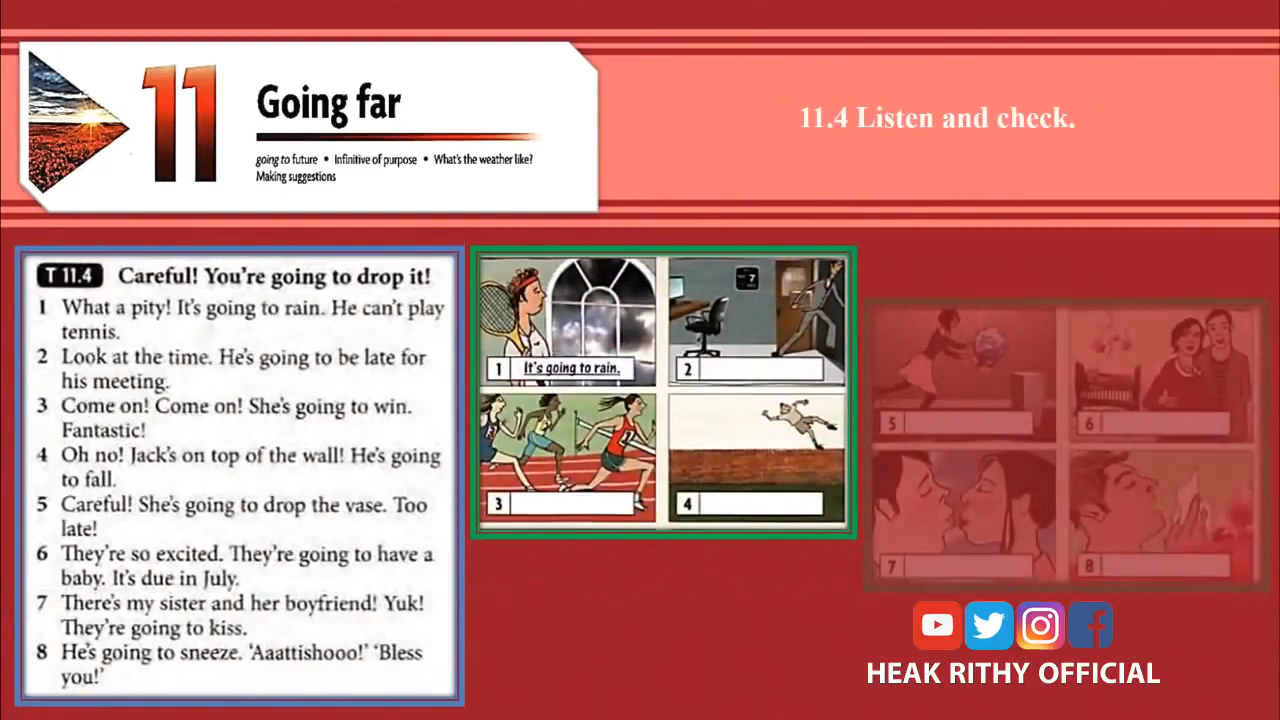 11
Going far
going to future • Infinitive of purpose • What's the weather like?
Making suggestions
11.4 Listen and check.
T 11.4 Careful! You're going to drop it!
1 What a pity! It's going to rain. He can't play
tennis.
2 Look at the time. He's going to be late for
his meeting.
3 Come on! Come on! She's going to win.
Fantastic!
4 Oh no! Jack's on top of the wall! He's going
to fall.
5 Careful! She's going to drop the vase. Too
late!
6 They're so excited. They're going to have a
baby. It's due in July.
7 There's my sister and her boyfriend! Yuk!
They're going to kiss.
8 He's going to sneeze. 'Aaattishooo!' 'Bless
you!'
7
1 It's going to rain.
2
3
4
5
6
7
8
HEAK RITHY OFFICIAL